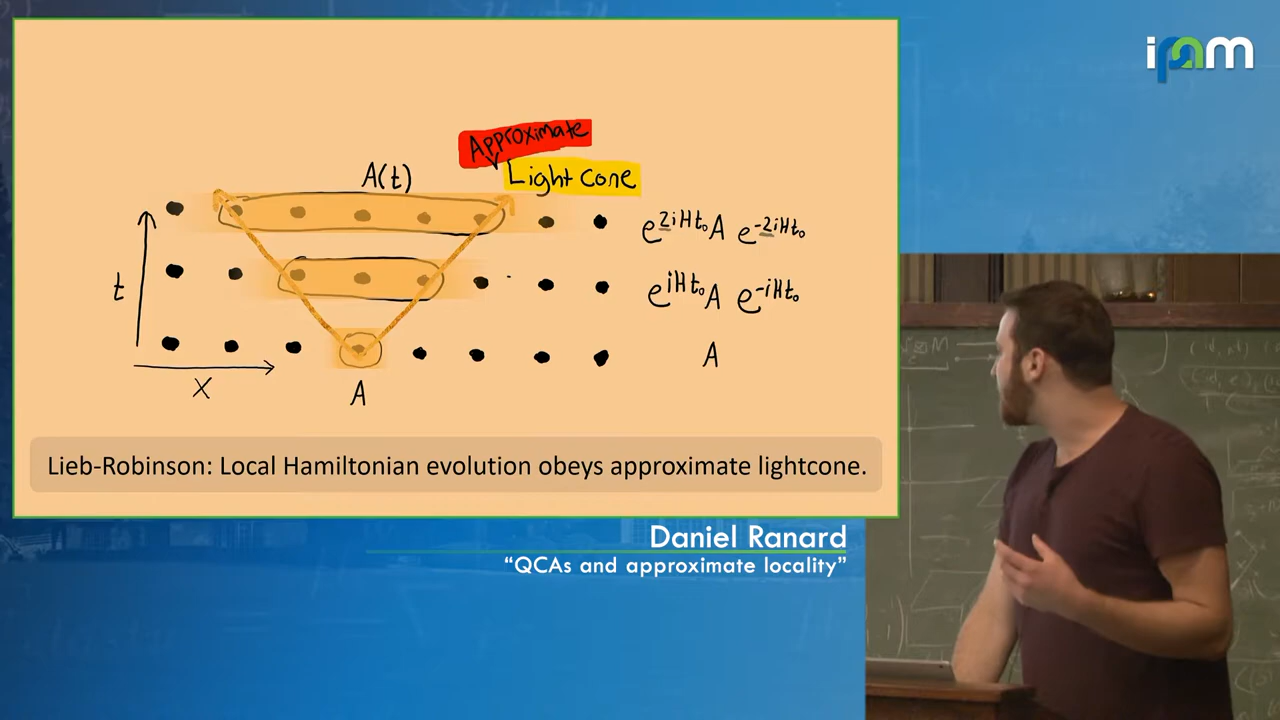 ipam
Approximate
Light Cone
A(t)
e^{2iHt₀} A e^{-2iHt₀}
t
e^{iHt₀} A e^{-iHt₀}
A
X
A
Lieb-Robinson: Local Hamiltonian evolution obeys approximate lightcone.
Daniel Ranard
“QCAs and approximate locality”